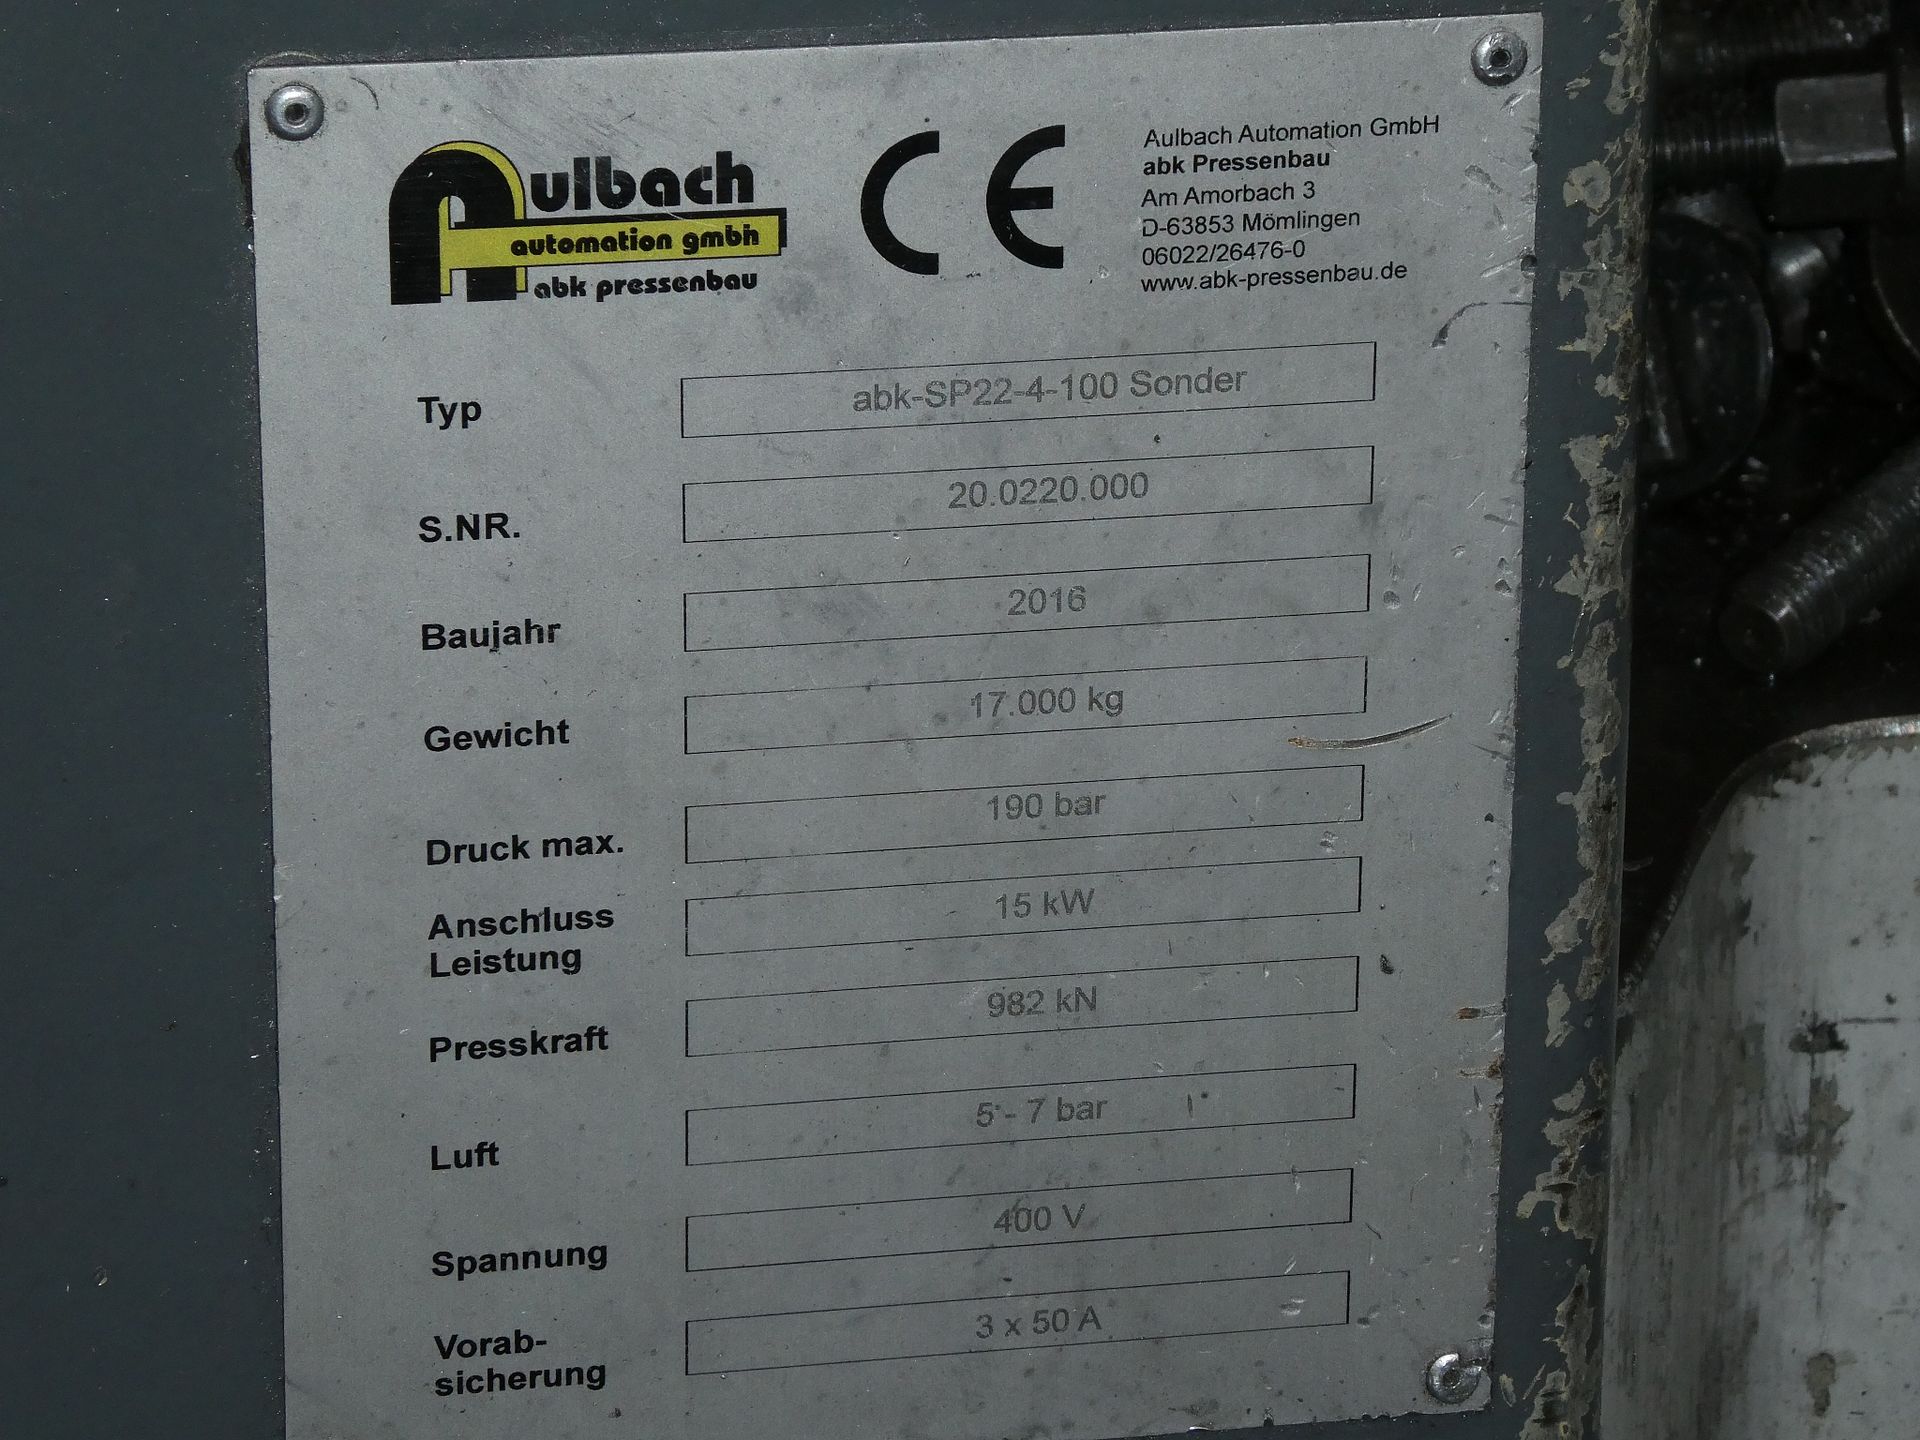 Aulbach
automation gmbh
abk pressenbau
CE
Aulbach Automation GmbH
abk Pressenbau
Am Amorbach 3
D-63853 Mömlingen
06022/26476-0
www.abk-pressenbau.de
Typ abk-SP22-4-100 Sonder
S.NR. 20.0220.000
Baujahr 2016
Gewicht 17.000 kg
Druck max. 190 bar
Anschluss
Leistung 15 kW
Presskraft 982 kN
Luft 5 - 7 bar
Spannung 400 V
Vorab-
sicherung 3 x 50 A